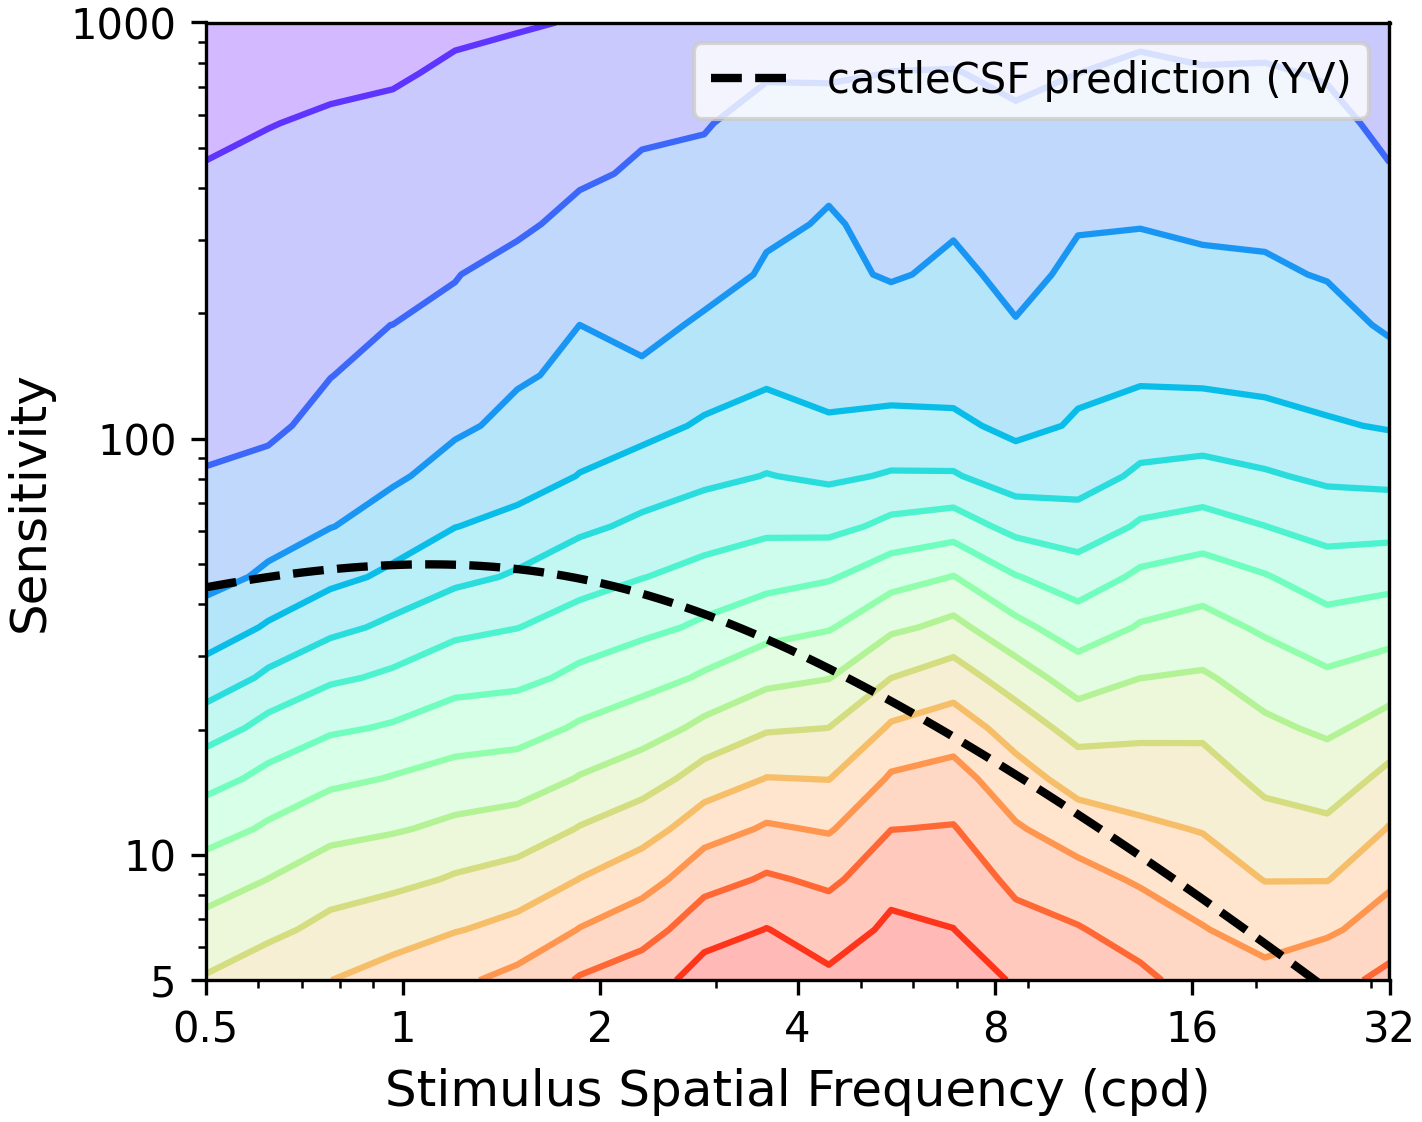 1000
100
10
5
Sensitivity
castleCSF prediction (YV)
0.5 1 2 4 8 16 32
Stimulus Spatial Frequency (cpd)